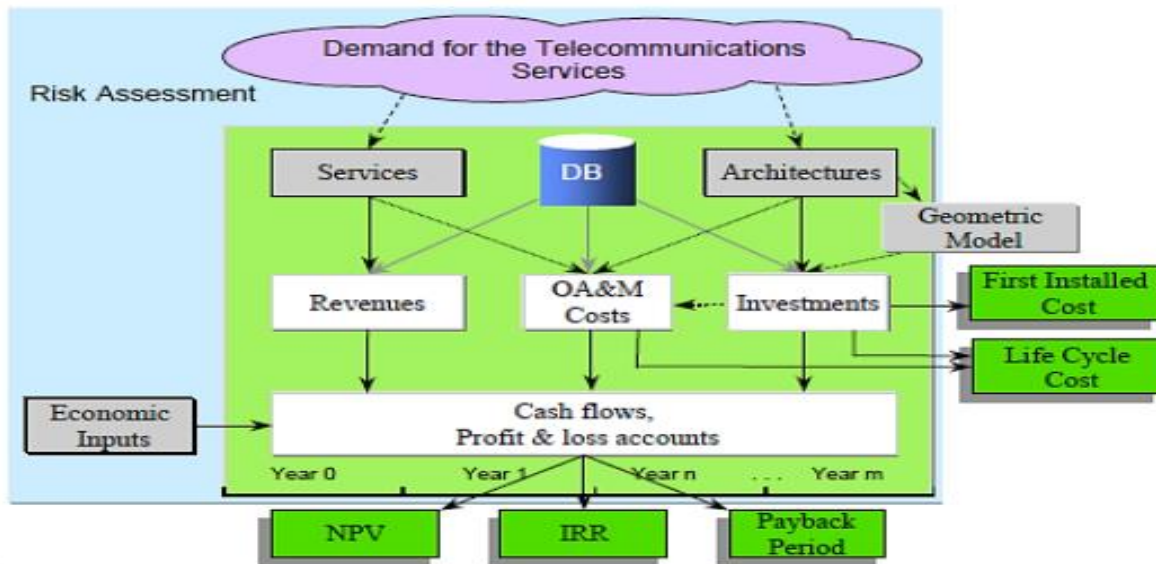 Demand for the Telecommunications
Services
Risk Assessment
Services
DB
Architectures
Geometric
Model
Revenues
OA&M
Costs
Investments
First Installed
Cost
Life Cycle
Cost
Economic
Inputs
Cash flows,
Profit & loss accounts
Year 0 Year 1 Year n . . . Year m
NPV
IRR
Payback
Period